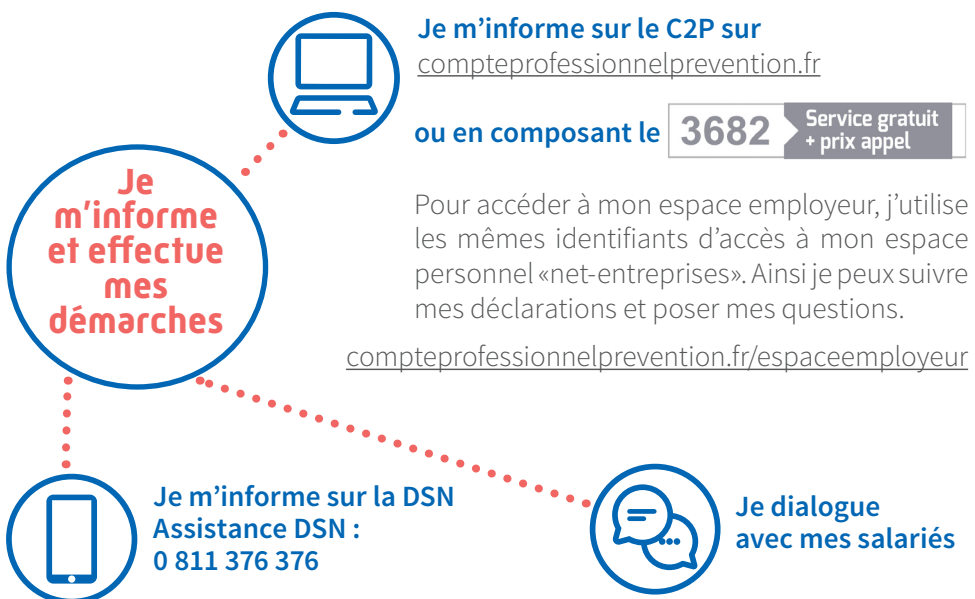 Je m’informe sur le C2P sur
compteprofessionnelprevention.fr
ou en composant le 3682 Service gratuit
+ prix appel
Je
m'informe
et effectue
mes
démarches
Pour accéder à mon espace employeur, j’utilise
les mêmes identifiants d’accès à mon espace
personnel «net-entreprises». Ainsi je peux suivre
mes déclarations et poser mes questions.
compteprofessionnelprevention.fr/espaceemployeur
Je m’informe sur la DSN
Assistance DSN :
0 811 376 376
Je dialogue
avec mes salariés